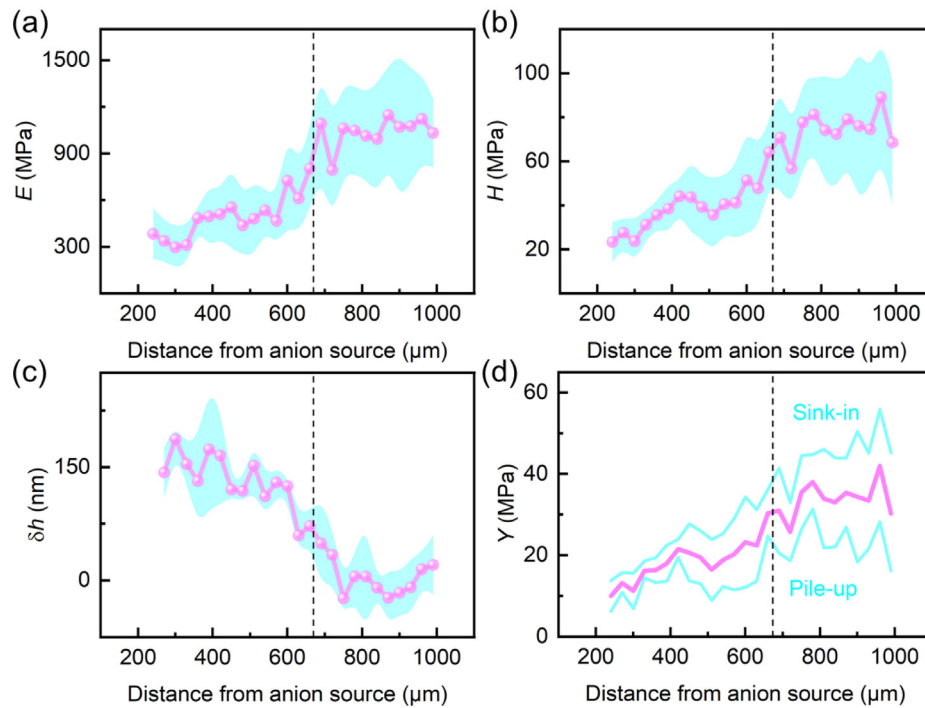 (a)
1500
900
300
E (MPa)
200 400 600 800 1000
Distance from anion source (μm)
(b)
100
60
20
H (MPa)
200 400 600 800 1000
Distance from anion source (μm)
(c)
150
0
δh (nm)
200 400 600 800 1000
Distance from anion source (μm)
(d)
60
40
20
0
Y (MPa)
Sink-in
Pile-up
200 400 600 800 1000
Distance from anion source (μm)